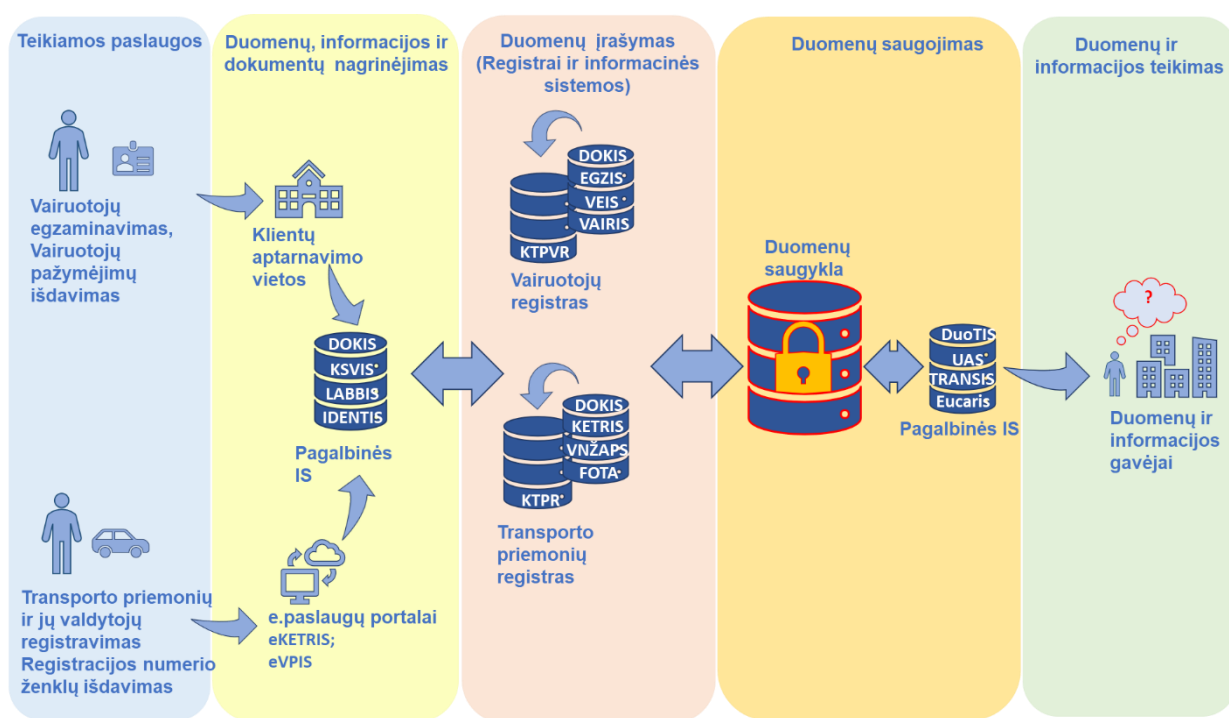 Teikiamos paslaugos
Vairuotojų
egzaminavimas,
Vairuotojų
pažymėjimų
išdavimas
Transporto priemonių
ir jų valdytojų
registravimas
Registracijos numerio
ženklų išdavimas
Duomenų, informacijos ir
dokumentų nagrinėjimas
Klientų
aptarnavimo
vietos
DOKIS
KSVIS
LABBIS
IDENTIS
Pagalbinės
IS
e.paslaugų portalai
eKETRIS;
eVPIS
Duomenų įrašymas
(Registrai ir informacinės
sistemos)
DOKIS
EGZIS
VEIS
VAIRIS
KTPVR
Vairuotojų
registras
DOKIS
KETRIS
VNŽAPS
FOTA
KTPR
Transporto
priemonių
registras
Duomenų saugojimas
Duomenų
saugykla
DuoTIS
UAS
TRANSIS
Eucaris
Pagalbinės IS
Duomenų ir
informacijos teikimas
?
Duomenų ir
informacijos
gavėjai